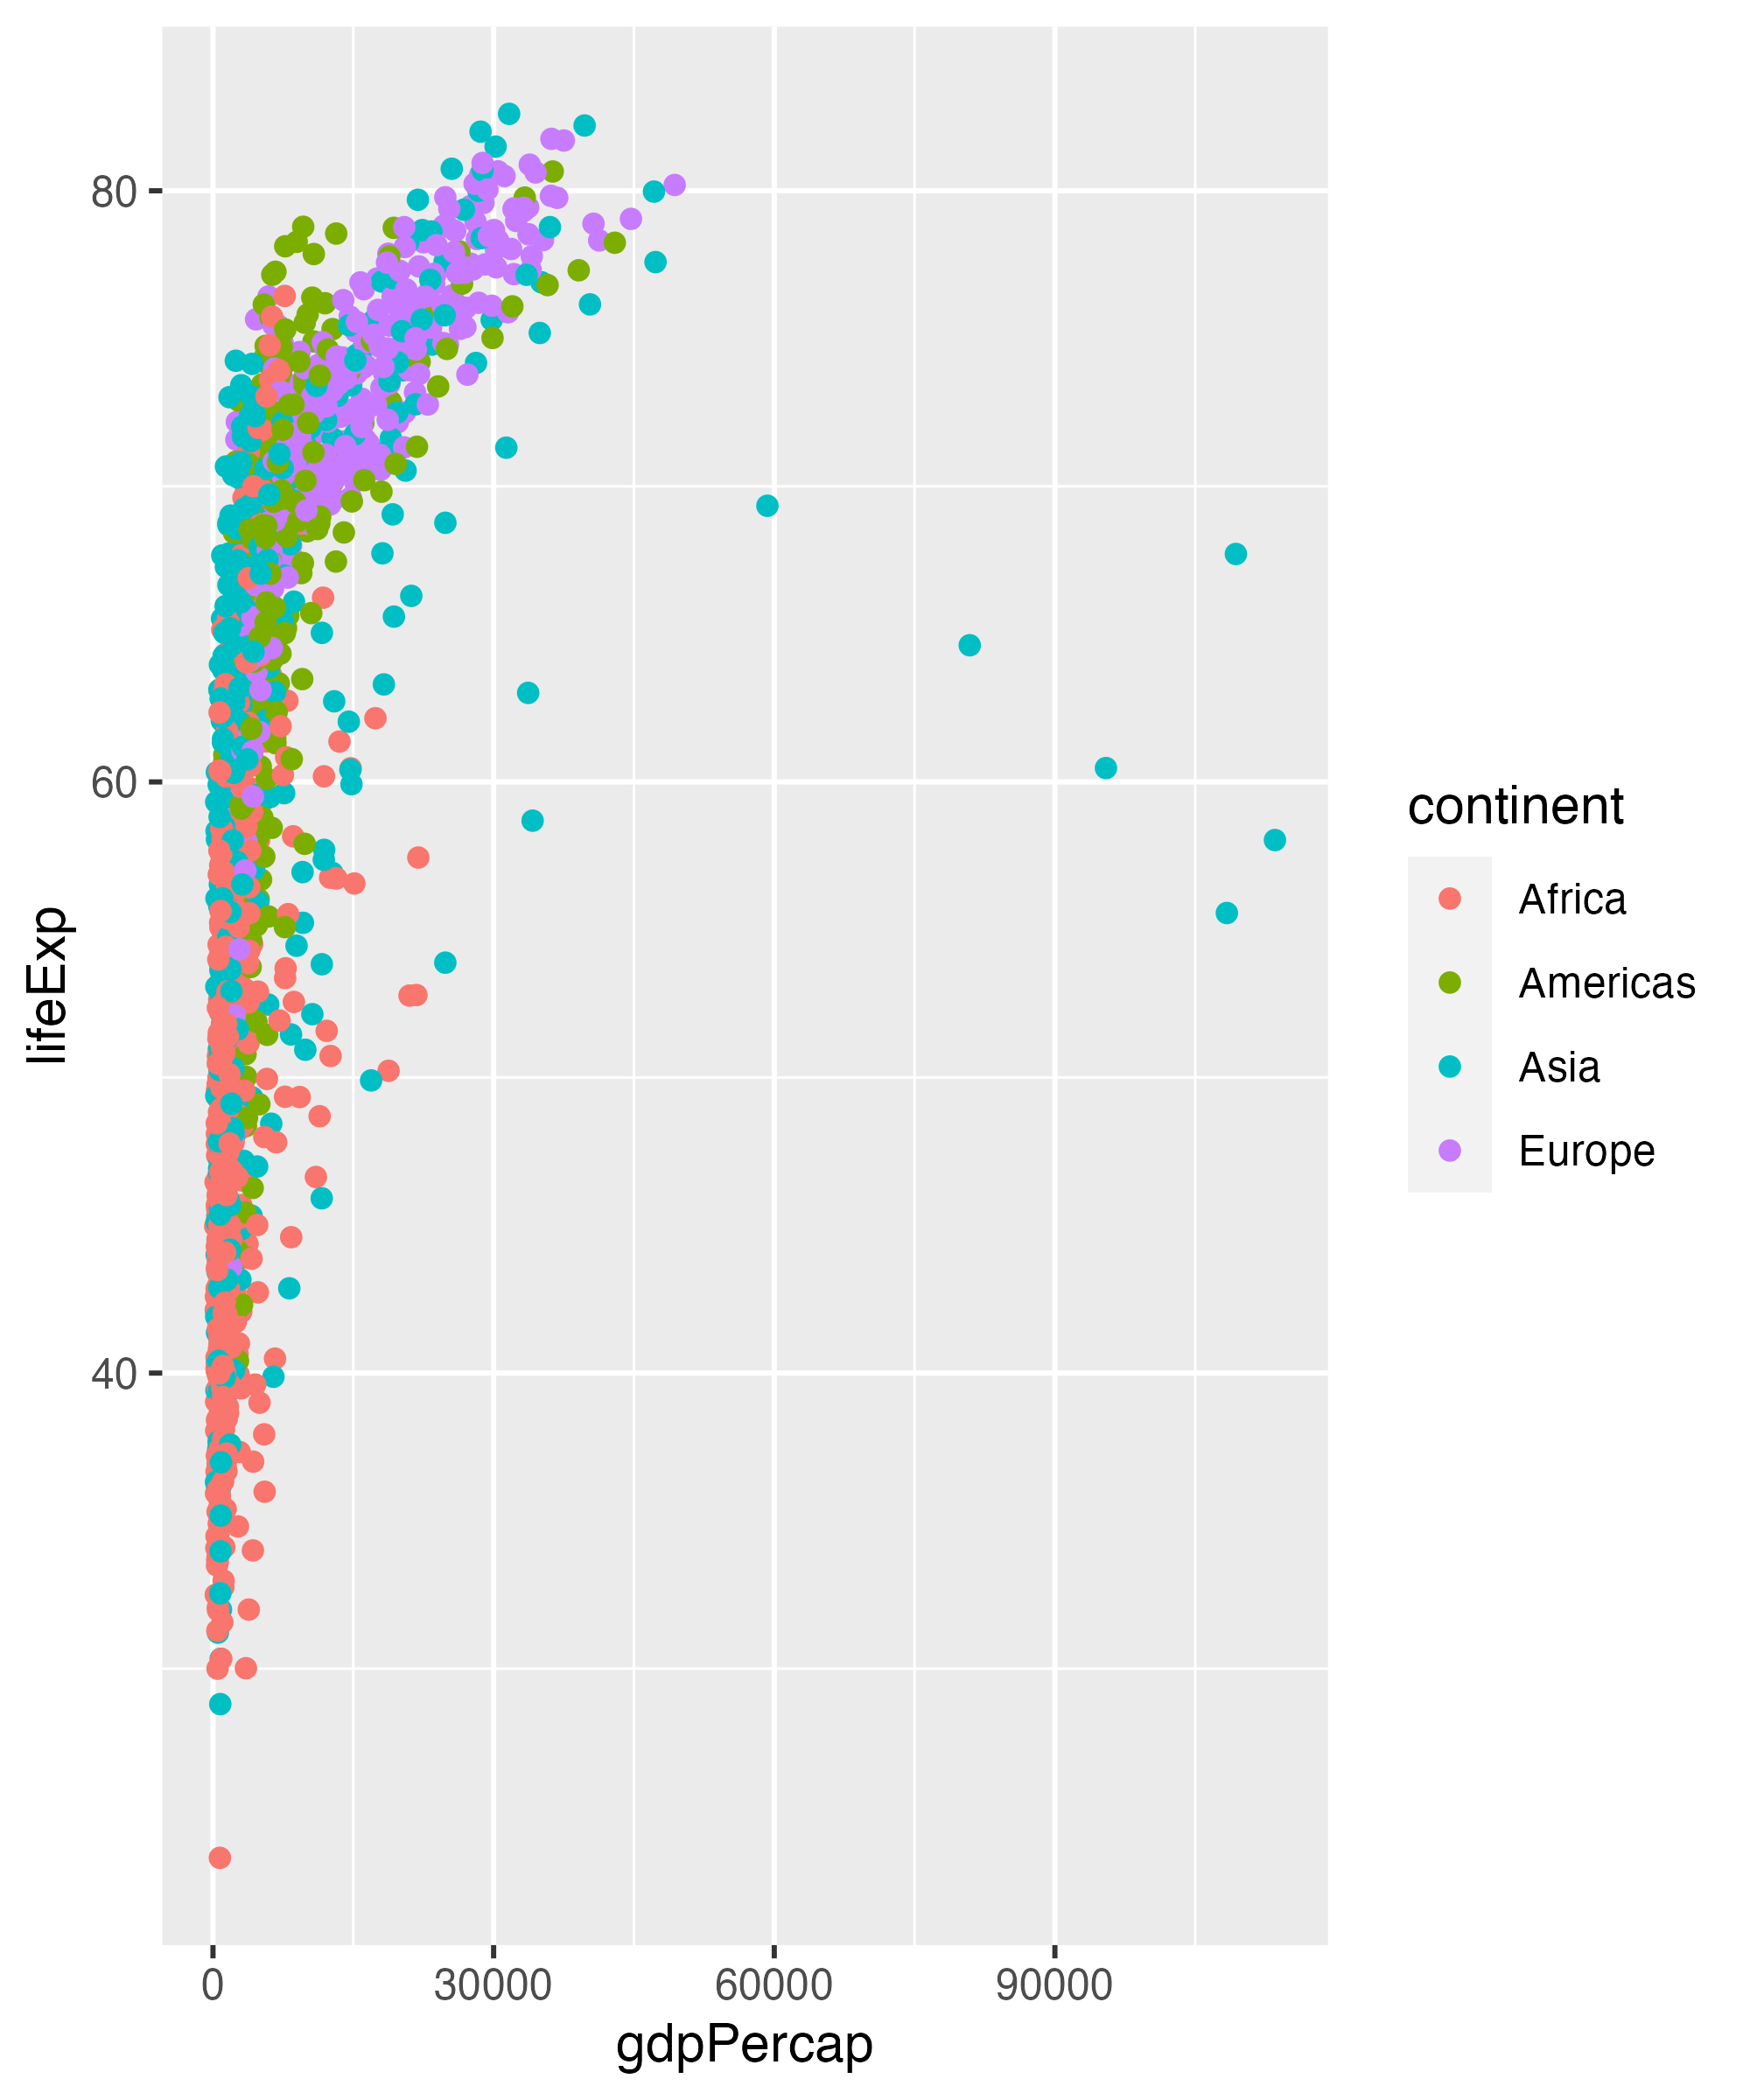 80
60
40
lifeExp
0 30000 60000 90000
gdpPercap
continent
Africa
Americas
Asia
Europe